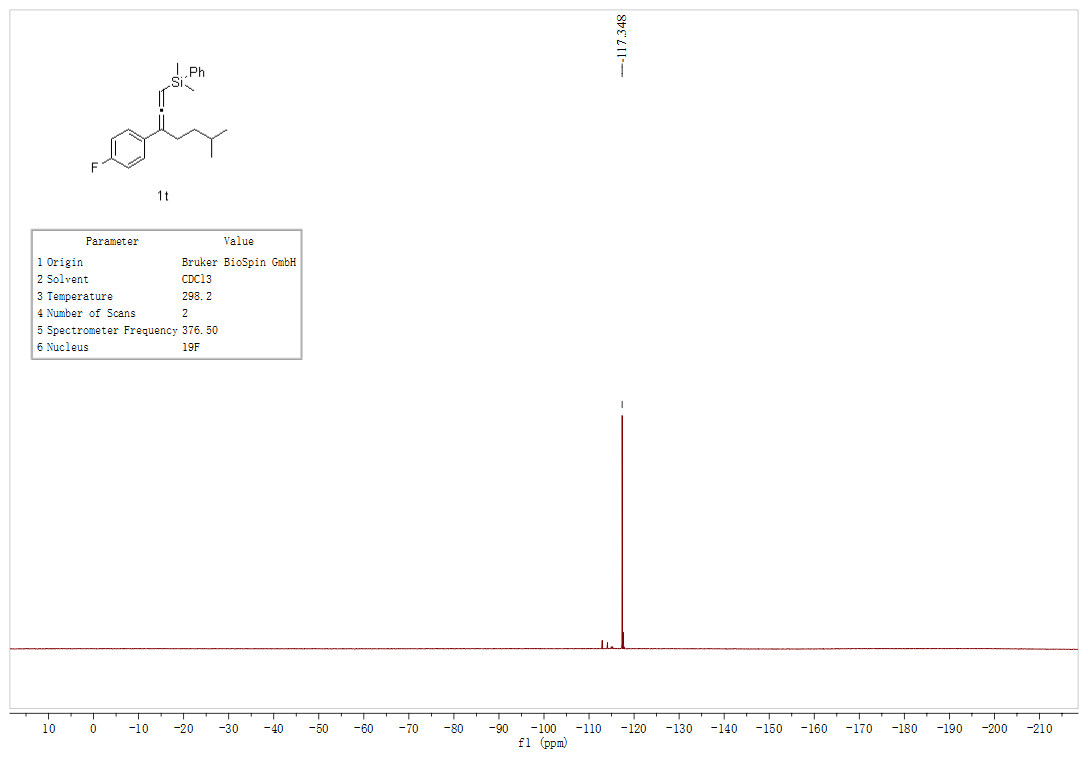 -117.348
Si
Ph
F
1t
Parameter Value
1 Origin Bruker BioSpin GmbH
2 Solvent CDCl3
3 Temperature 298.2
4 Number of Scans 2
5 Spectrometer Frequency 376.50
6 Nucleus 19F
10 0 -10 -20 -30 -40 -50 -60 -70 -80 -90 -100 -110 -120 -130 -140 -150 -160 -170 -180 -190 -200 -210
f1 (ppm)